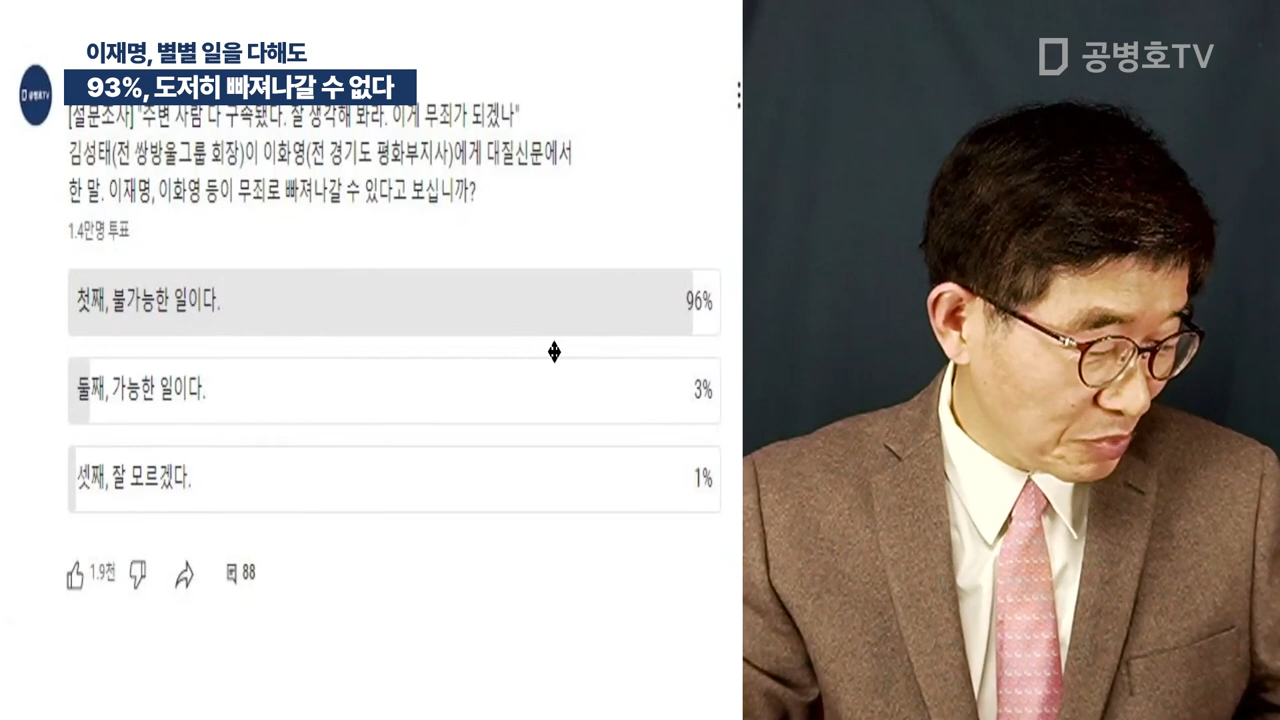 이재명, 별별 일을 다해도
93%, 도저히 빠져나갈 수 없다
공병호TV
공병호TV
[설문조사] "주변 사람 다 구속됐다. 잘 생각해 봐라. 이게 무죄가 되겠나"
김성태(전 쌍방울그룹 회장)이 이화영(전 경기도 평화부지사)에게 대질신문에서
한 말. 이재명, 이화영 등이 무죄로 빠져나갈 수 있다고 보십니까?
1.4만명 투표
첫째, 불가능한 일이다. 96%
둘째, 가능한 일이다. 3%
셋째, 잘 모르겠다. 1%
1.9천 88